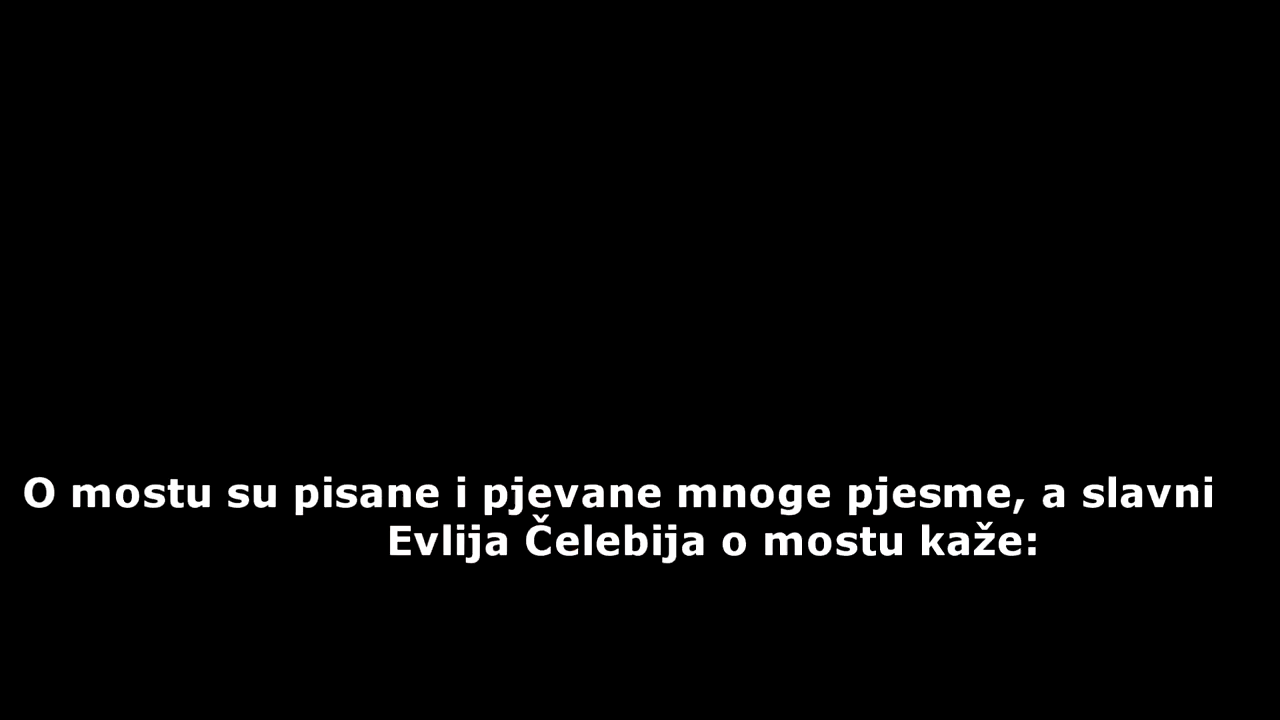 O mostu su pisane i pjevane mnoge pjesme, a slavni
Evlija Čelebija o mostu kaže: